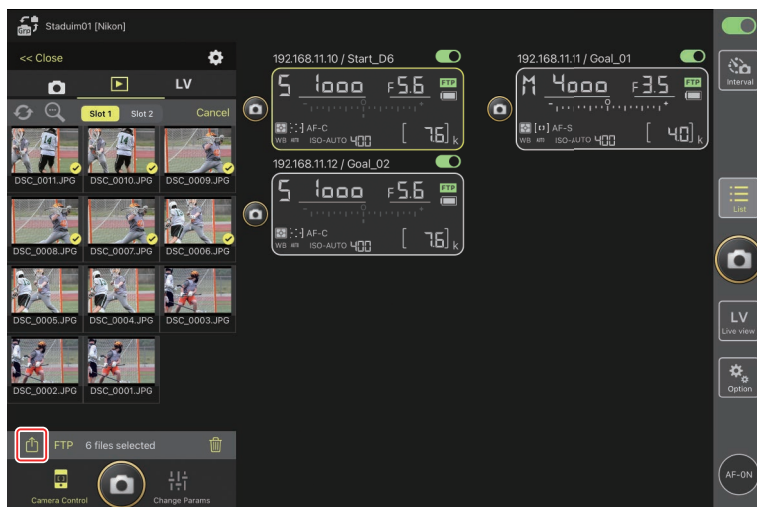 Grp Staduim01 [Nikon]
<< Close
LV
Slot 1 Slot 2 Cancel
DSC_0011.JPG DSC_0010.JPG DSC_0009.JPG
DSC_0008.JPG DSC_0007.JPG DSC_0006.JPG
DSC_0005.JPG DSC_0004.JPG DSC_0003.JPG
DSC_0002.JPG DSC_0001.JPG
FTP 6 files selected
Camera Control Change Params
192.168.11.10 / Start_D6
S 1000 F5.6 FTP
AF-C
WB ISO-AUTO 400 [ 7.6] k
192.168.11.11 / Goal_01
M 4000 F3.5 FTP
AF-S
WB ISO-AUTO 400 [ 4.0] k
192.168.11.12 / Goal_02
S 1000 F5.6 FTP
AF-C
WB ISO-AUTO 400 [ 7.6] k
Interval
List
LV
Live view
Option
AF-ON